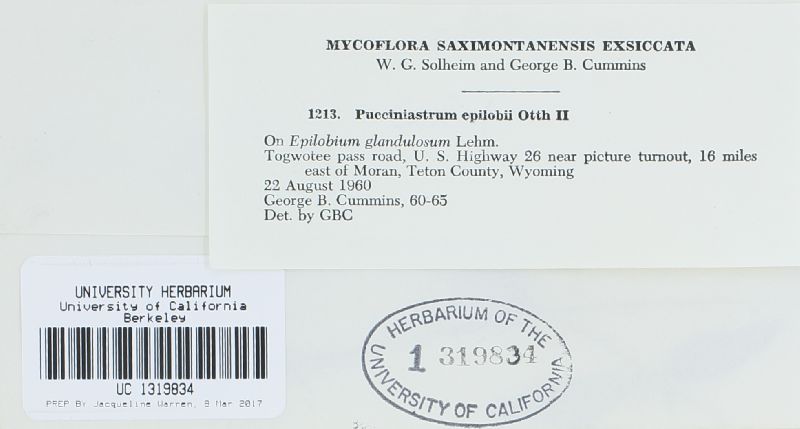 MYCOFLORA SAXIMONTANENSIS EXSICCATA
W. G. Solheim and George B. Cummins
1213. Pucciniastrum epilobii Otth II
On Epilobium glandulosum Lehm.
Togwotee pass road, U. S. Highway 26 near picture turnout, 16 miles
east of Moran, Teton County, Wyoming
22 August 1960
George B. Cummins, 60-65
Det. by GBC
UNIVERSITY HERBARIUM
University of California
Berkeley
UC 1319834
PREP By Jacqueline Warren, 8 Mar 2017
HERBARIUM OF THE
1 319834
UNIVERSITY OF CALIFORNIA